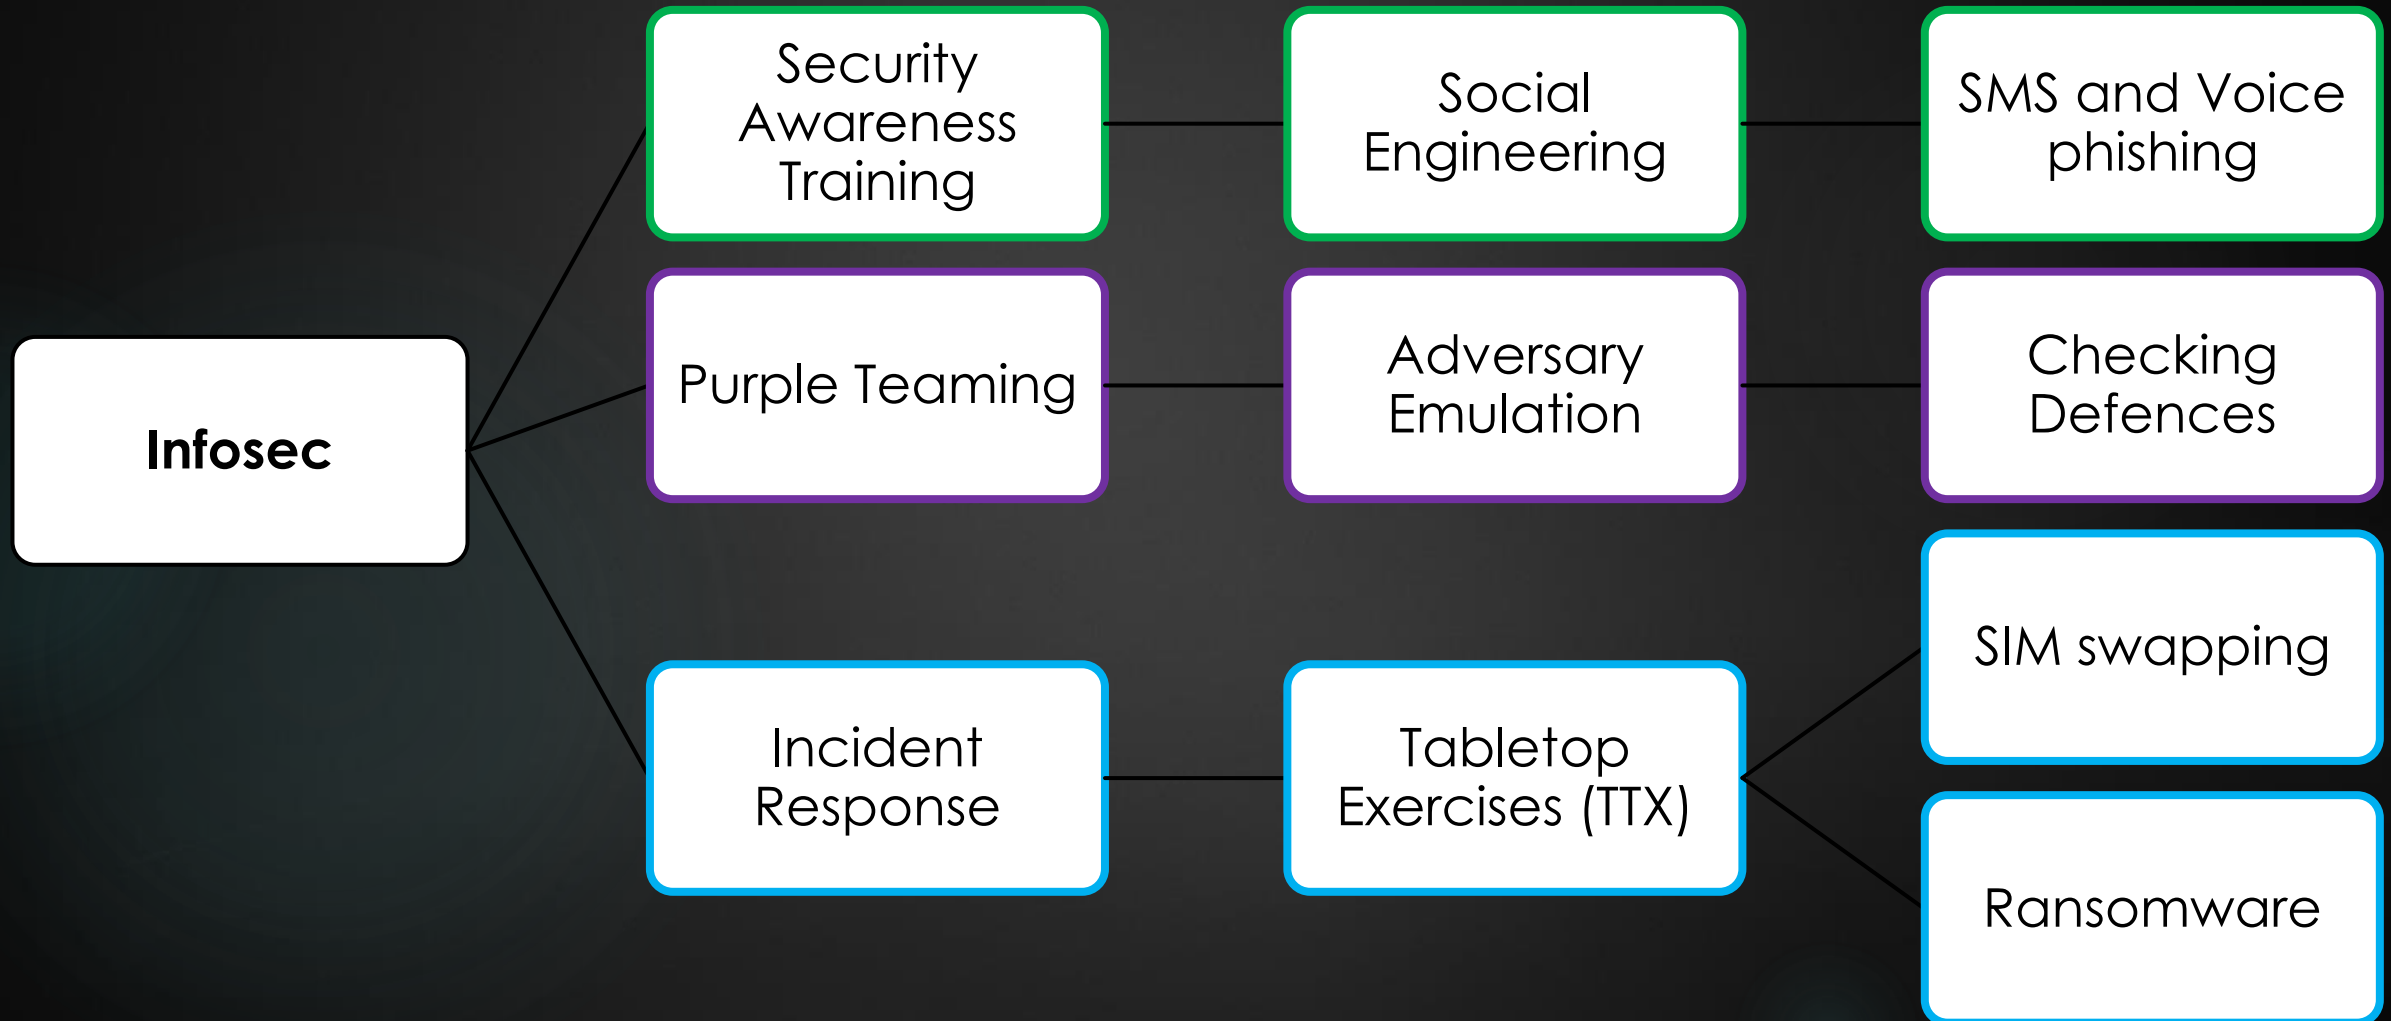 Infosec
Security
Awareness
Training
Social
Engineering
SMS and Voice
phishing
Purple Teaming
Adversary
Emulation
Checking
Defences
Incident
Response
Tabletop
Exercises (TTX)
SIM swapping
Ransomware